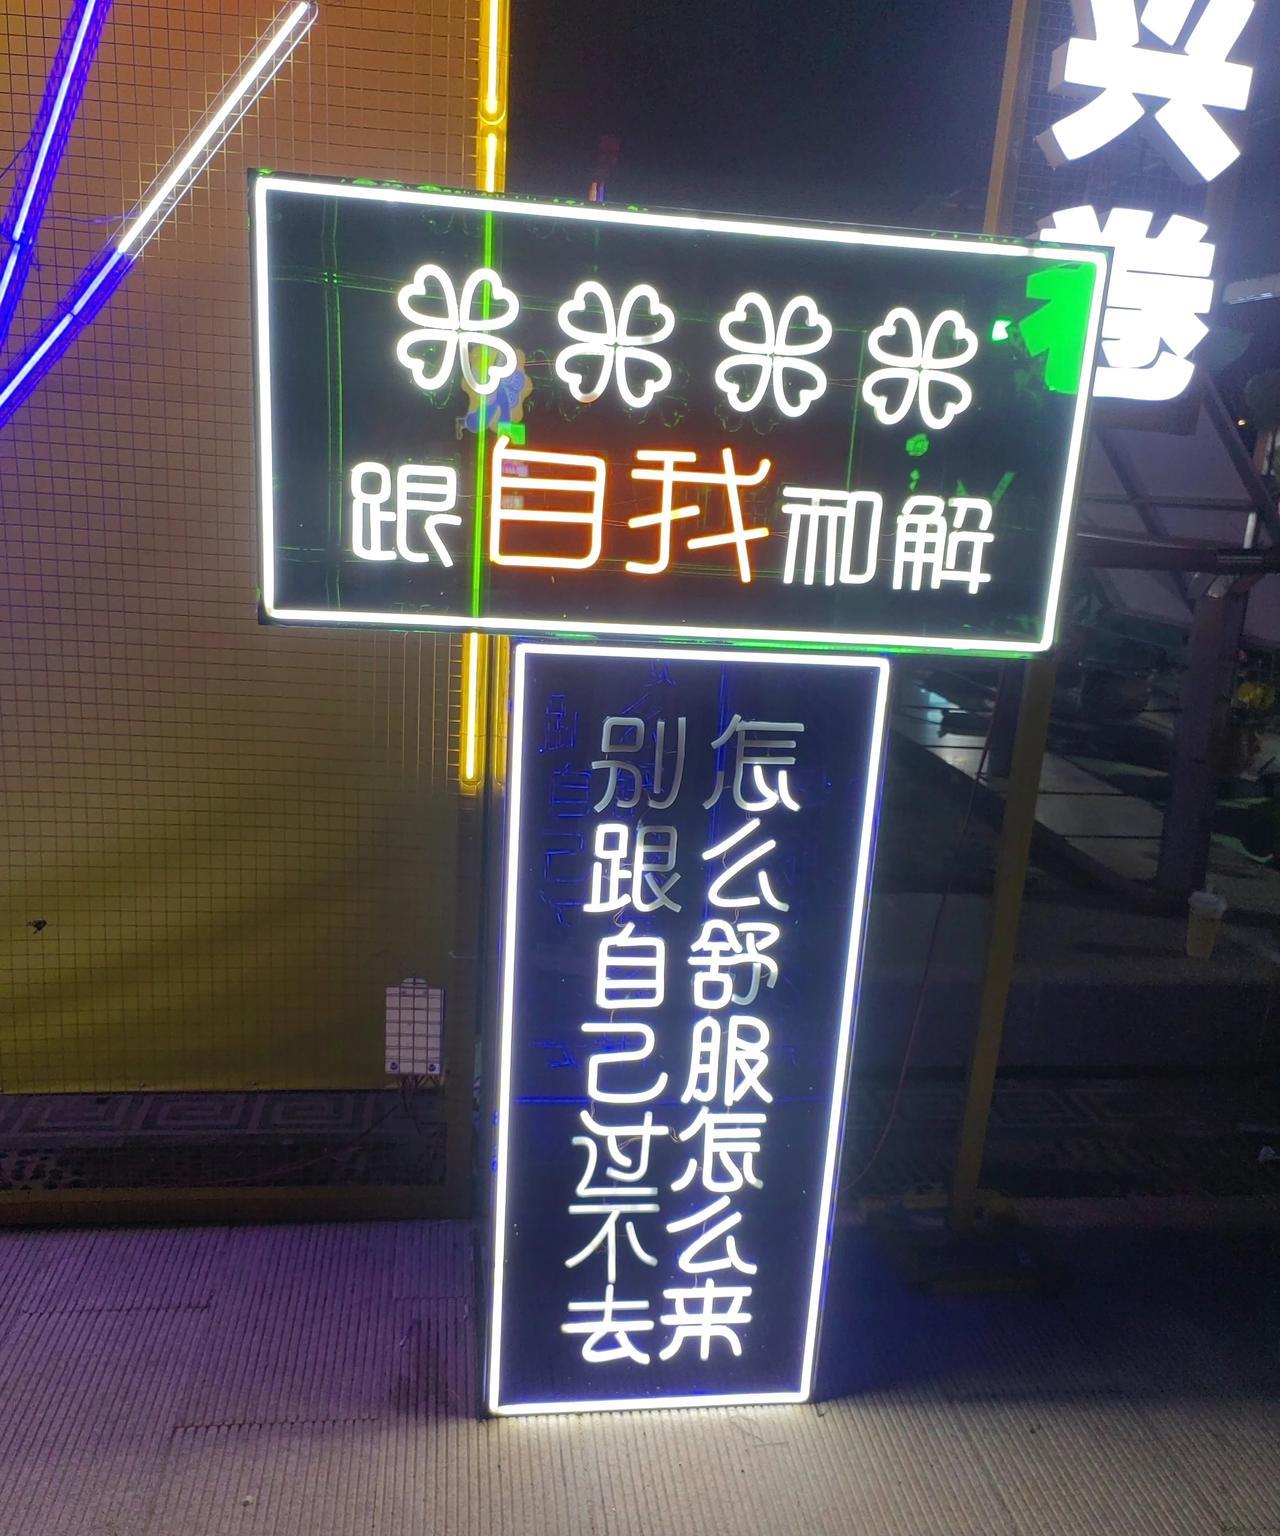 跟自我和解
怎么舒服怎么来
别跟自己过不去
兴